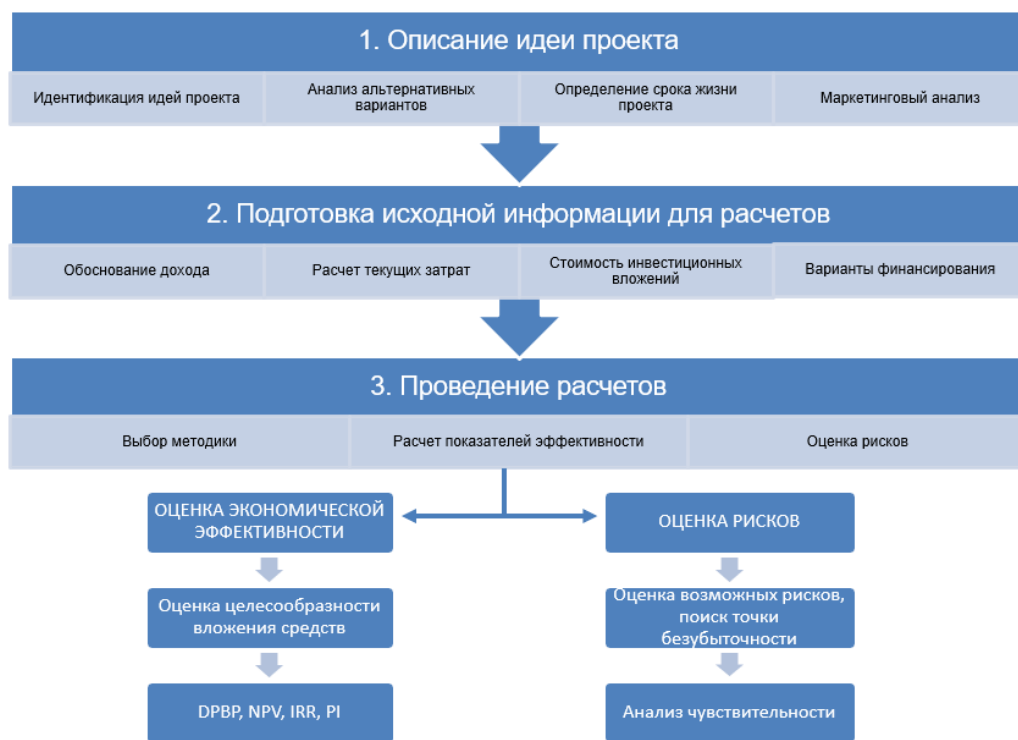 1. Описание идеи проекта
Идентификация идей проекта
Анализ альтернативных
вариантов
Определение срока жизни
проекта
Маркетинговый анализ
2. Подготовка исходной информации для расчетов
Обоснование дохода
Расчет текущих затрат
Стоимость инвестиционных
вложений
Варианты финансирования
3. Проведение расчетов
Выбор методики
Расчет показателей эффективности
Оценка рисков
ОЦЕНКА ЭКОНОМИЧЕСКОЙ
ЭФФЕКТИВНОСТИ
ОЦЕНКА РИСКОВ
Оценка целесообразности
вложения средств
Оценка возможных рисков,
поиск точки
безубыточности
DPBP, NPV, IRR, PI
Анализ чувствительности